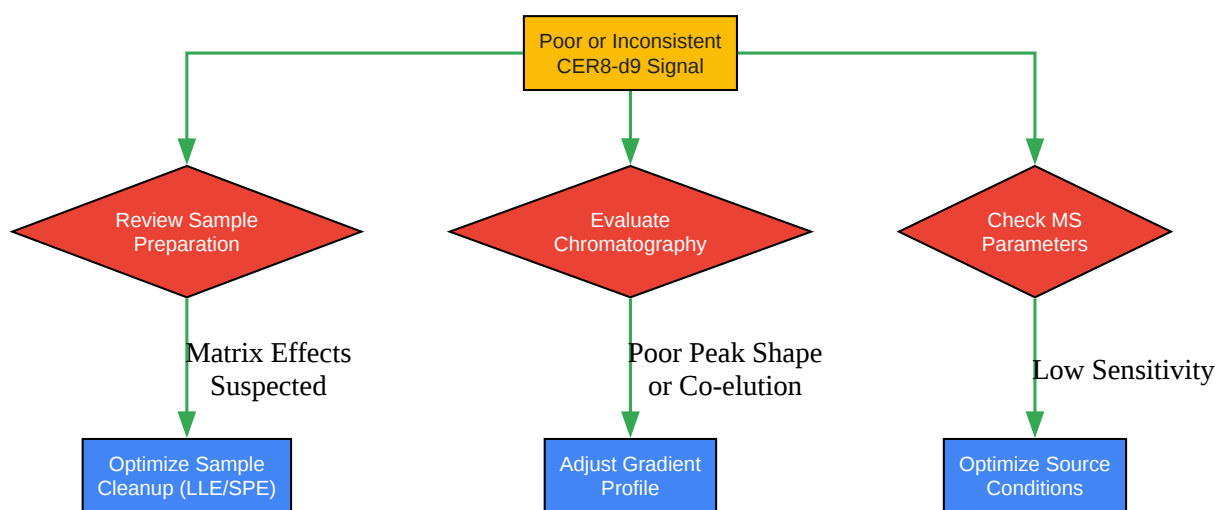 Poor or Inconsistent
CER8-d9 Signal
Review Sample
Preparation
Evaluate
Chromatography
Check MS
Parameters
Matrix Effects
Suspected
Poor Peak Shape
or Co-elution
Low Sensitivity
Optimize Sample
Cleanup (LLE/SPE)
Adjust Gradient
Profile
Optimize Source
Conditions